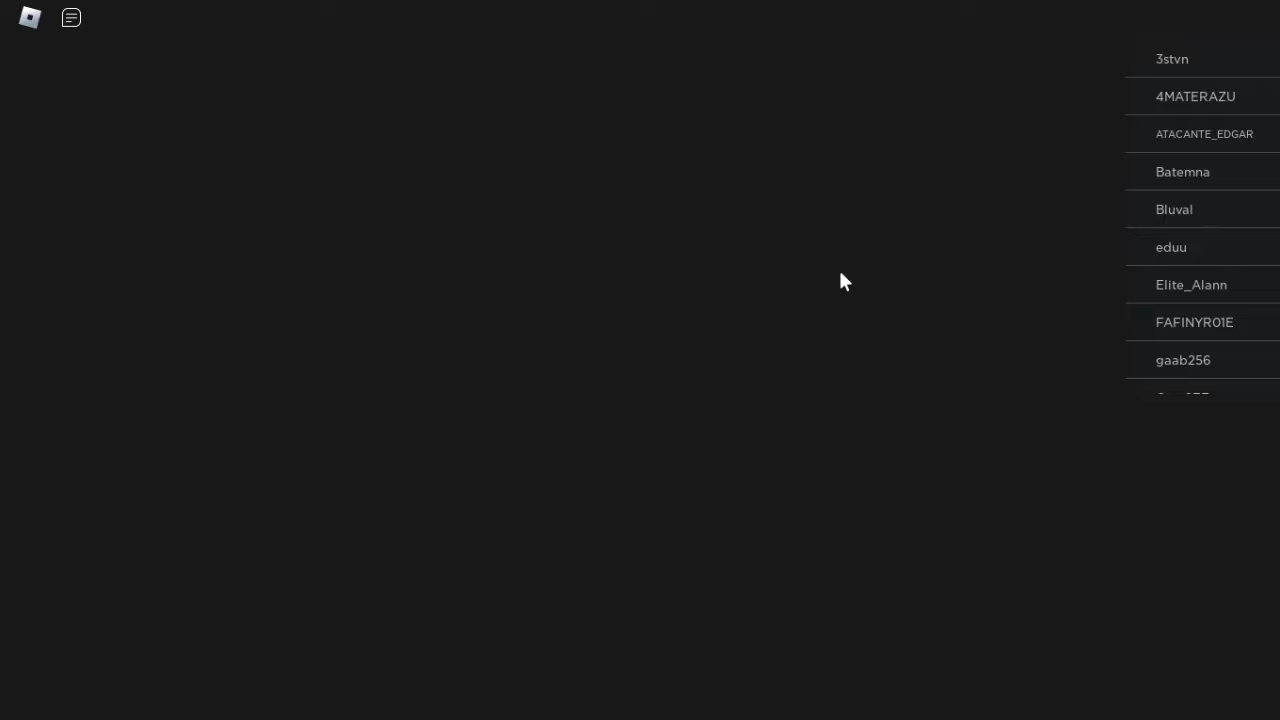 3stvn
4MATERAZU
ATACANTE_EDGAR
Batemna
Bluval
eduu
Elite_Alann
FAFINYR01E
gaab256